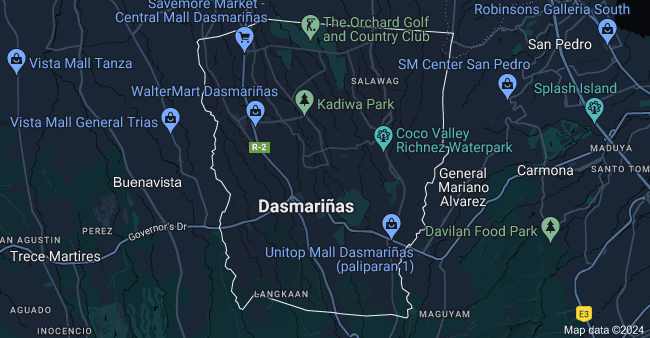 Savemore Market -
Central Mall Dasmariñas
The Orchard Golf
and Country Club
Robinsons Galleria South
San Pedro
Vista Mall Tanza
SALAWAG
SM Center San Pedro
WalterMart Dasmariñas
Kadiwa Park
Splash Island
Vista Mall General Trias
Coco Valley
Richnez Waterpark
R-2
MADUYA
General
Mariano
Alvarez
Carmona
SANTO TOM
Buenavista
Dasmariñas
PEREZ
Governor's Dr
Davilan Food Park
AN AGUSTIN
Trece Martires
Unitop Mall Dasmariñas
(paliparan 1)
LANGKAAN
AGUADO
MAGUYAM
E3
INOCENCIO
Map data ©2024